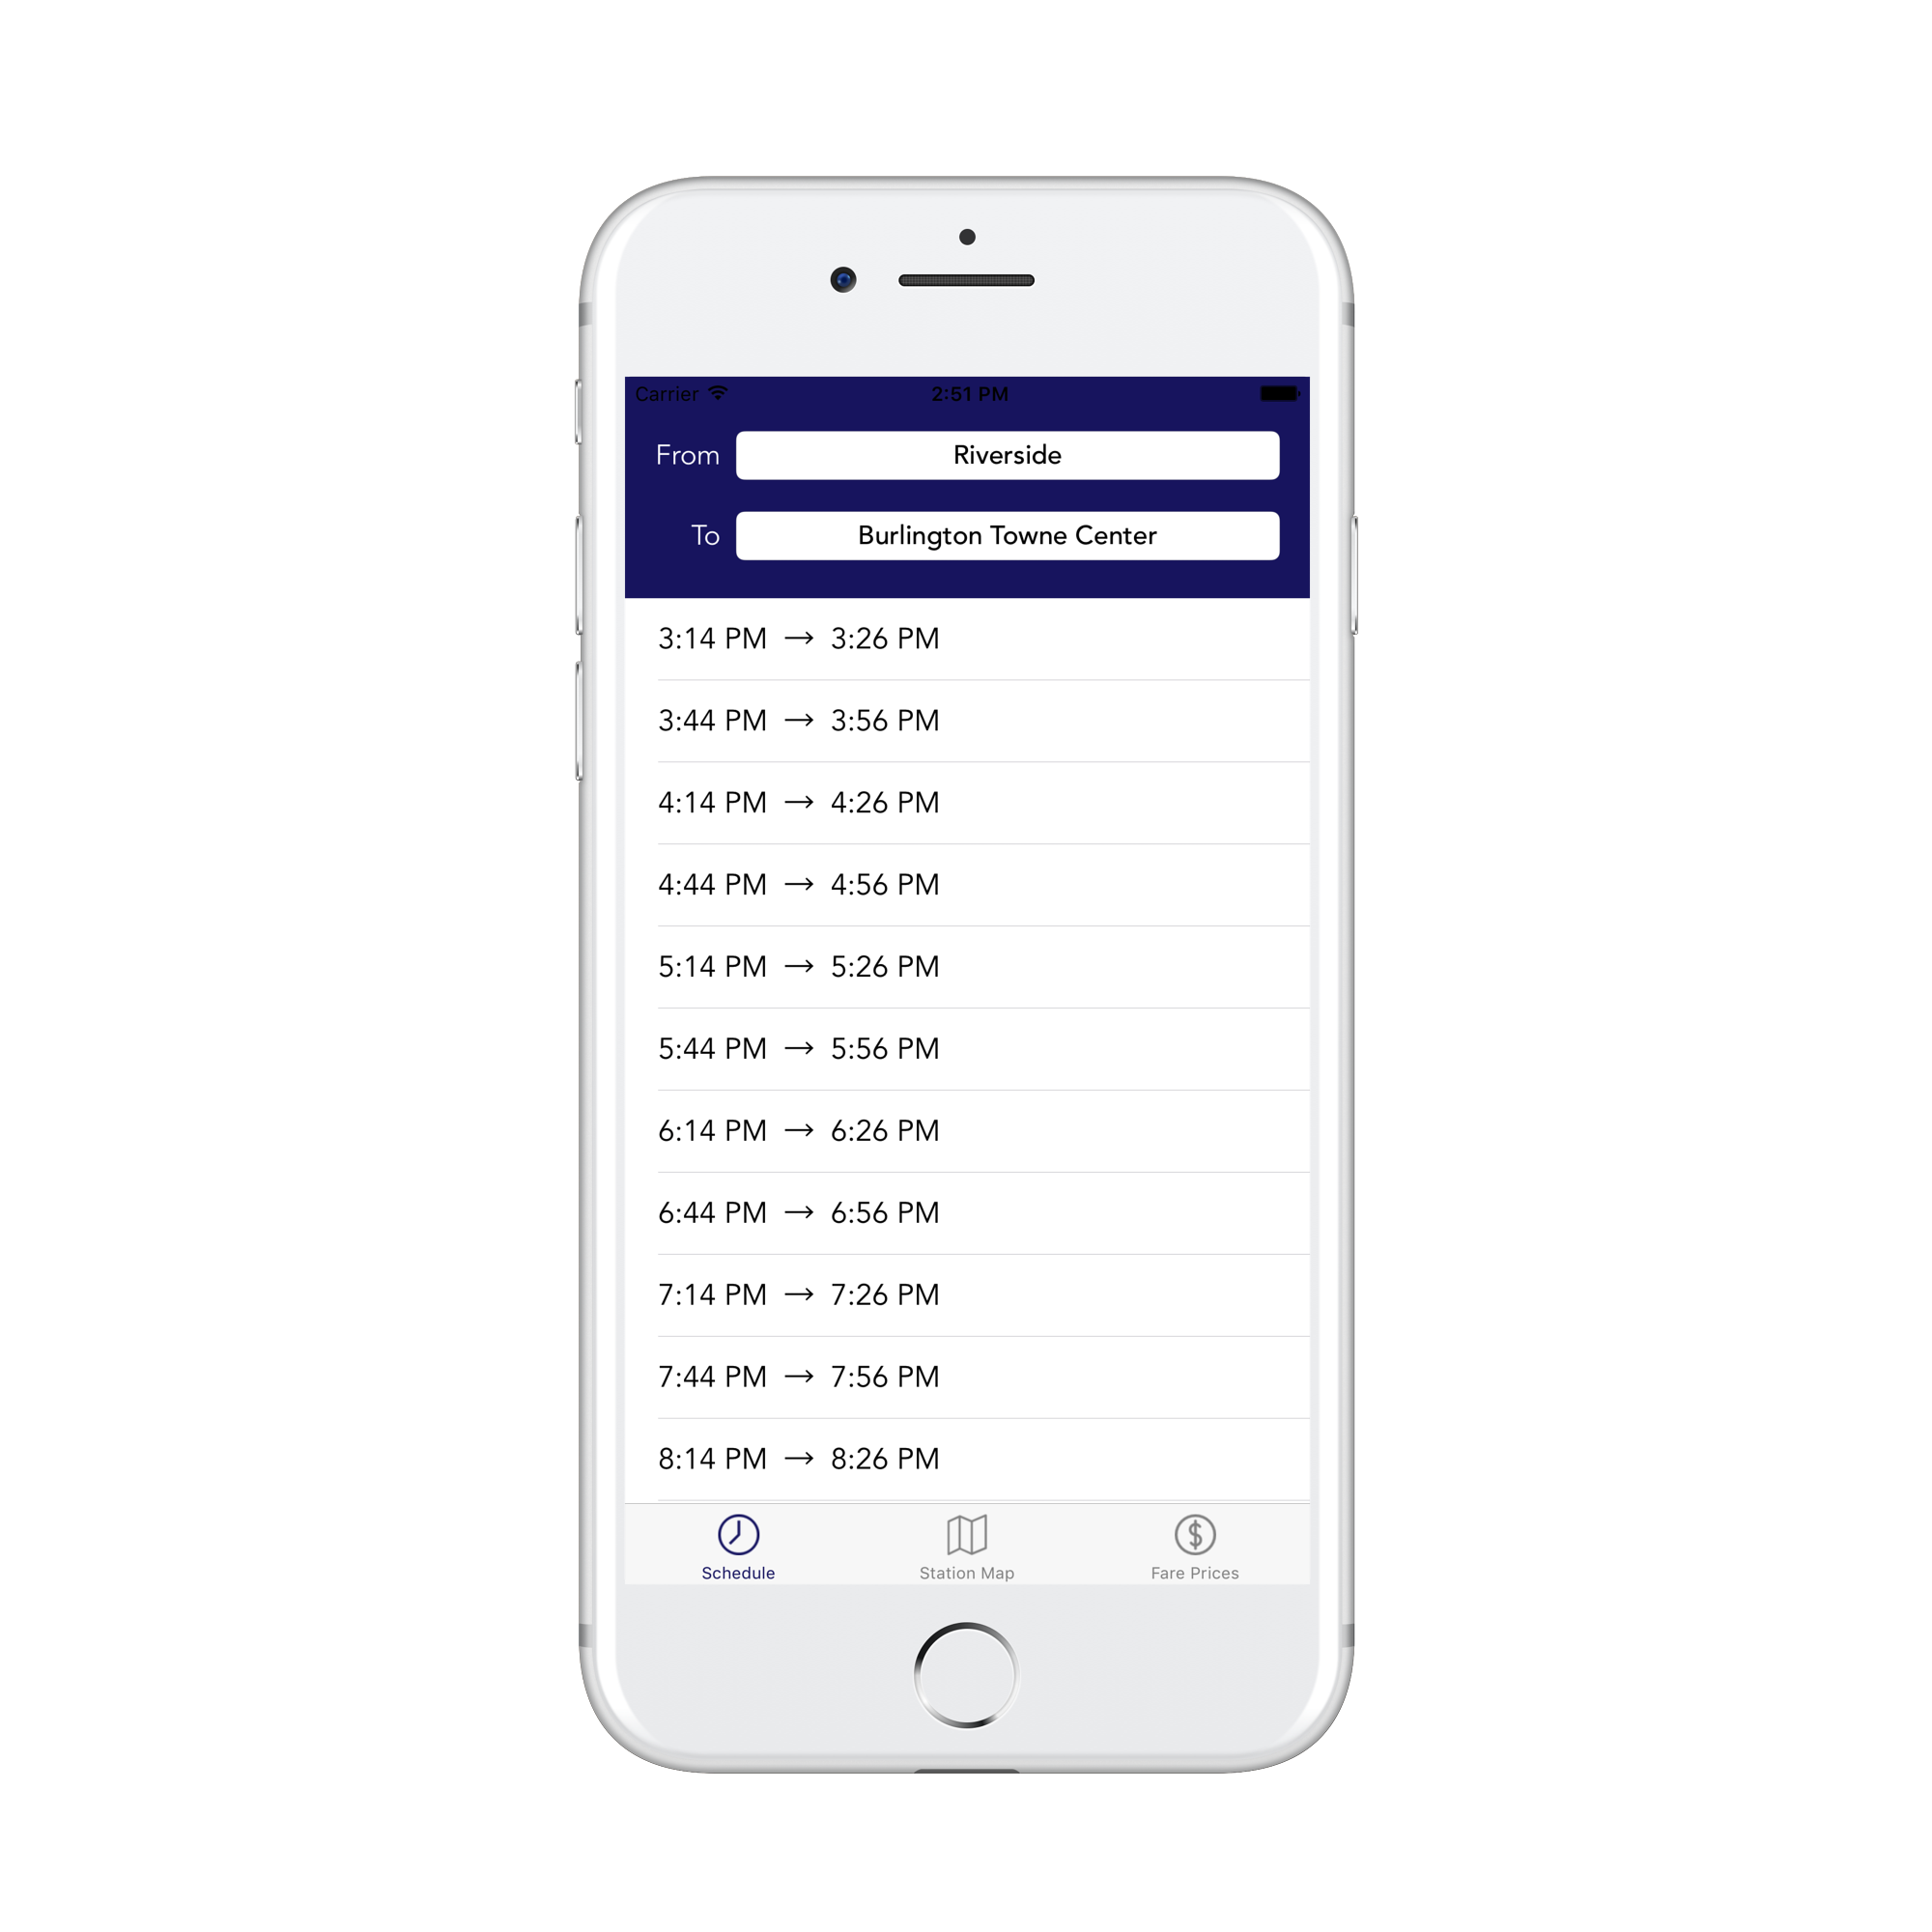 Carrier 2:51 PM
From Riverside
To Burlington Towne Center
3:14 PM → 3:26 PM
3:44 PM → 3:56 PM
4:14 PM → 4:26 PM
4:44 PM → 4:56 PM
5:14 PM → 5:26 PM
5:44 PM → 5:56 PM
6:14 PM → 6:26 PM
6:44 PM → 6:56 PM
7:14 PM → 7:26 PM
7:44 PM → 7:56 PM
8:14 PM → 8:26 PM
Schedule Station Map Fare Prices